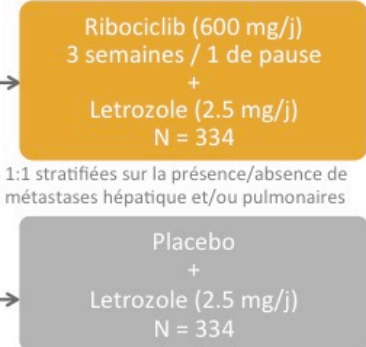 Ribociclib (600 mg/j)
3 semaines / 1 de pause
+
Letrozole (2.5 mg/j)
N = 334
1:1 stratifiées sur la présence/absence de
métastases hépatique et/ou pulmonaires
Placebo
+
Letrozole (2.5 mg/j)
N = 334